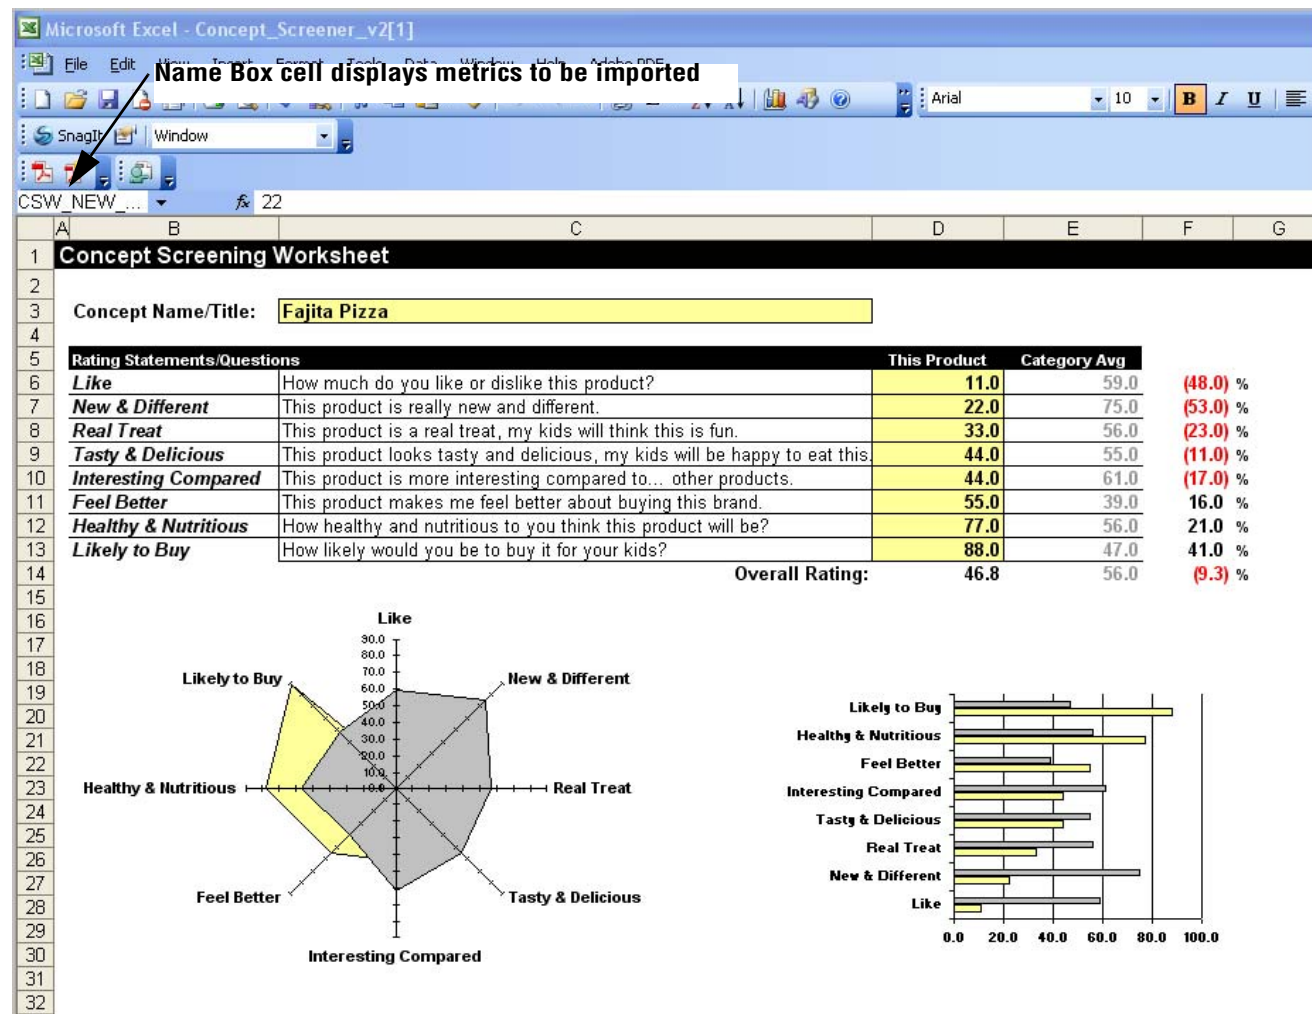 Microsoft Excel - Concept_Screener_v2[1]
File Edit
Name Box cell displays metrics to be imported
Arial 10 B I U
SnagIt Window
CSW_NEW_... fx 22
A B C D E F G
1 Concept Screening Worksheet
2
3 Concept Name/Title: Fajita Pizza
4
5 Rating Statements/Questions This Product Category Avg
6 Like How much do you like or dislike this product? 11.0 59.0 (48.0) %
7 New & Different This product is really new and different. 22.0 75.0 (53.0) %
8 Real Treat This product is a real treat, my kids will think this is fun. 33.0 56.0 (23.0) %
9 Tasty & Delicious This product looks tasty and delicious, my kids will be happy to eat this. 44.0 55.0 (11.0) %
10 Interesting Compared This product is more interesting compared to... other products. 44.0 61.0 (17.0) %
11 Feel Better This product makes me feel better about buying this brand. 55.0 39.0 16.0 %
12 Healthy & Nutritious How healthy and nutritious to you think this product will be? 77.0 56.0 21.0 %
13 Likely to Buy How likely would you be to buy it for your kids? 88.0 47.0 41.0 %
14 Overall Rating: 46.8 56.0 (9.3) %
15
16
17
18
19
20
21
22
23
24
25
26
27
28
29
30
31
32
Like
90.0
80.0
70.0
60.0
50.0
40.0
30.0
20.0
10.0
0.0
Likely to Buy
New & Different
Healthy & Nutritious
Real Treat
Feel Better
Tasty & Delicious
Interesting Compared
Likely to Buy
Healthy & Nutritious
Feel Better
Interesting Compared
Tasty & Delicious
Real Treat
New & Different
Like
0.0 20.0 40.0 60.0 80.0 100.0